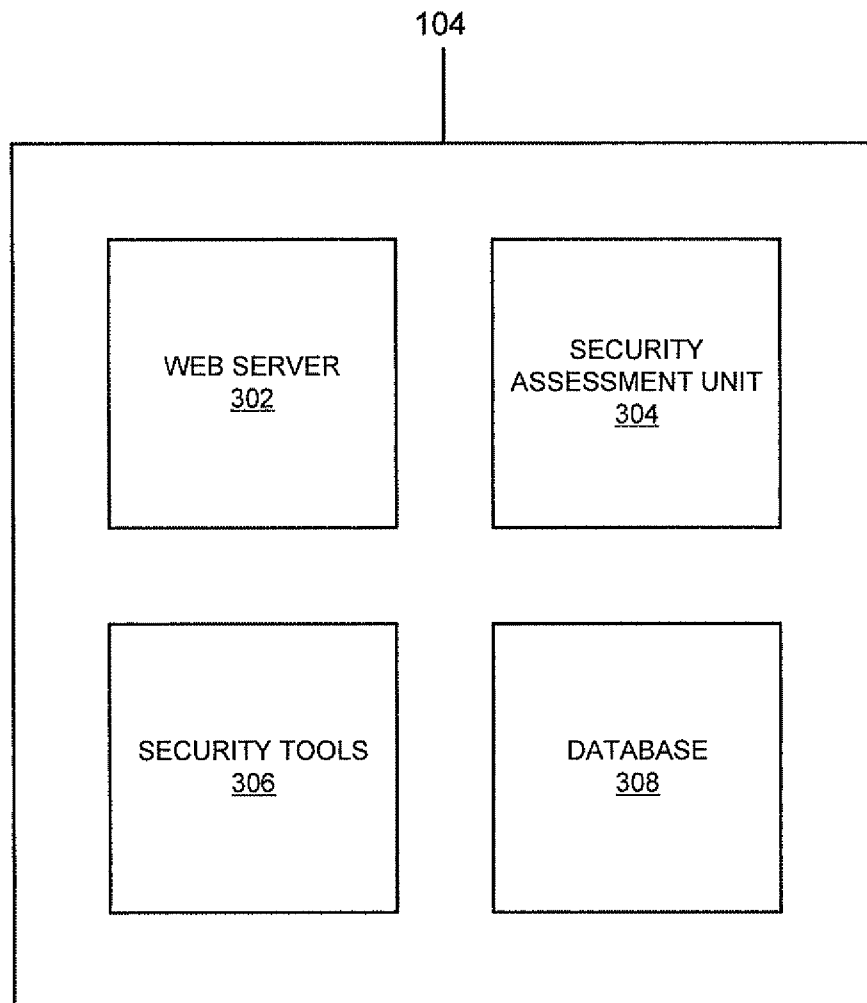 104
WEB SERVER
302
SECURITY
ASSESSMENT UNIT
304
SECURITY TOOLS
306
DATABASE
308